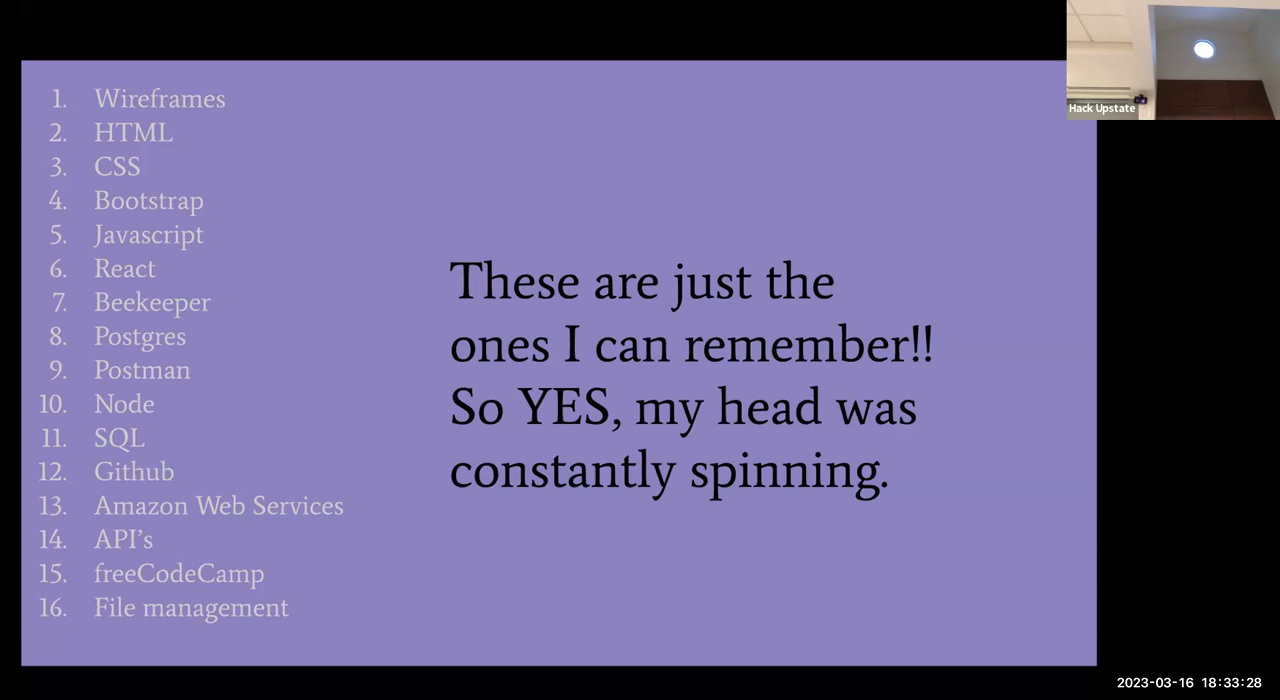 1. Wireframes
2. HTML
3. CSS
4. Bootstrap
5. Javascript
6. React
7. Beekeeper
8. Postgres
9. Postman
10. Node
11. SQL
12. Github
13. Amazon Web Services
14. API’s
15. freeCodeCamp
16. File management
These are just the
ones I can remember!!
So YES, my head was
constantly spinning.
Hack Upstate
2023-03-16 18:33:28